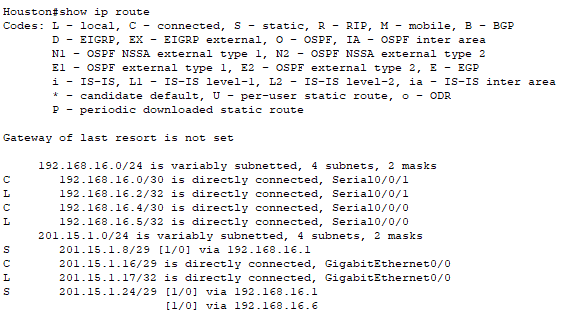 Houston#show ip route
Codes: L - local, C - connected, S - static, R - RIP, M - mobile, B - BGP
D - EIGRP, EX - EIGRP external, O - OSPF, IA - OSPF inter area
N1 - OSPF NSSA external type 1, N2 - OSPF NSSA external type 2
E1 - OSPF external type 1, E2 - OSPF external type 2, E - EGP
i - IS-IS, L1 - IS-IS level-1, L2 - IS-IS level-2, ia - IS-IS inter area
* - candidate default, U - per-user static route, o - ODR
P - periodic downloaded static route
Gateway of last resort is not set
192.168.16.0/24 is variably subnetted, 4 subnets, 2 masks
C 192.168.16.0/30 is directly connected, Serial0/0/1
L 192.168.16.2/32 is directly connected, Serial0/0/1
C 192.168.16.4/30 is directly connected, Serial0/0/0
L 192.168.16.5/32 is directly connected, Serial0/0/0
201.15.1.0/24 is variably subnetted, 4 subnets, 2 masks
S 201.15.1.8/29 [1/0] via 192.168.16.1
C 201.15.1.16/29 is directly connected, GigabitEthernet0/0
L 201.15.1.17/32 is directly connected, GigabitEthernet0/0
S 201.15.1.24/29 [1/0] via 192.168.16.1
[1/0] via 192.168.16.6